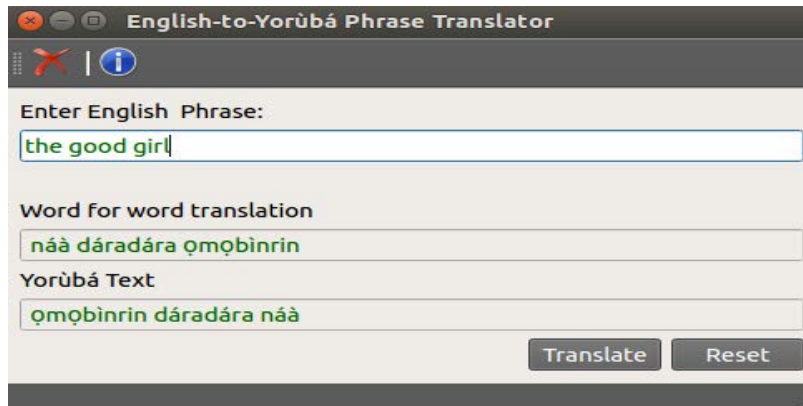 English-to-Yorùbá Phrase Translator
Enter English Phrase:
the good girl
Word for word translation
náà dáradára ọmọbìnrin
Yorùbá Text
ọmọbìnrin dáradára náà
Translate Reset